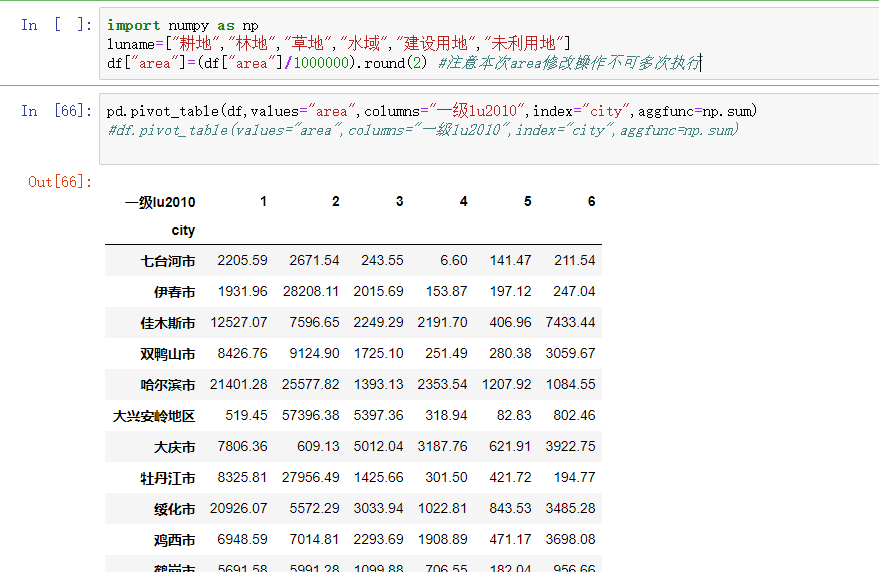 In [ ]: import numpy as np
luname=["耕地","林地","草地","水域","建设用地","未利用地"]
df["area"]=(df["area"]/1000000).round(2) #注意本次area修改操作不可多次执行
In [66]: pd.pivot_table(df,values="area",columns="一级lu2010",index="city",aggfunc=np.sum)
#df.pivot_table(values="area",columns="一级lu2010",index="city",aggfunc=np.sum)
Out[66]:
一级lu2010 1 2 3 4 5 6
city
七台河市 2205.59 2671.54 243.55 6.60 141.47 211.54
伊春市 1931.96 28208.11 2015.69 153.87 197.12 247.04
佳木斯市 12527.07 7596.65 2249.29 2191.70 406.96 7433.44
双鸭山市 8426.76 9124.90 1725.10 251.49 280.38 3059.67
哈尔滨市 21401.28 25577.82 1393.13 2353.54 1207.92 1084.55
大兴安岭地区 519.45 57396.38 5397.36 318.94 82.83 802.46
大庆市 7806.36 609.13 5012.04 3187.76 621.91 3922.75
牡丹江市 8325.81 27956.49 1425.66 301.50 421.72 194.77
绥化市 20926.07 5572.29 3033.94 1022.81 843.53 3485.28
鸡西市 6948.59 7014.81 2293.69 1908.89 471.17 3698.08
鹤岗市 5691.58 5991.28 1099.88 706.55 182.04 956.66